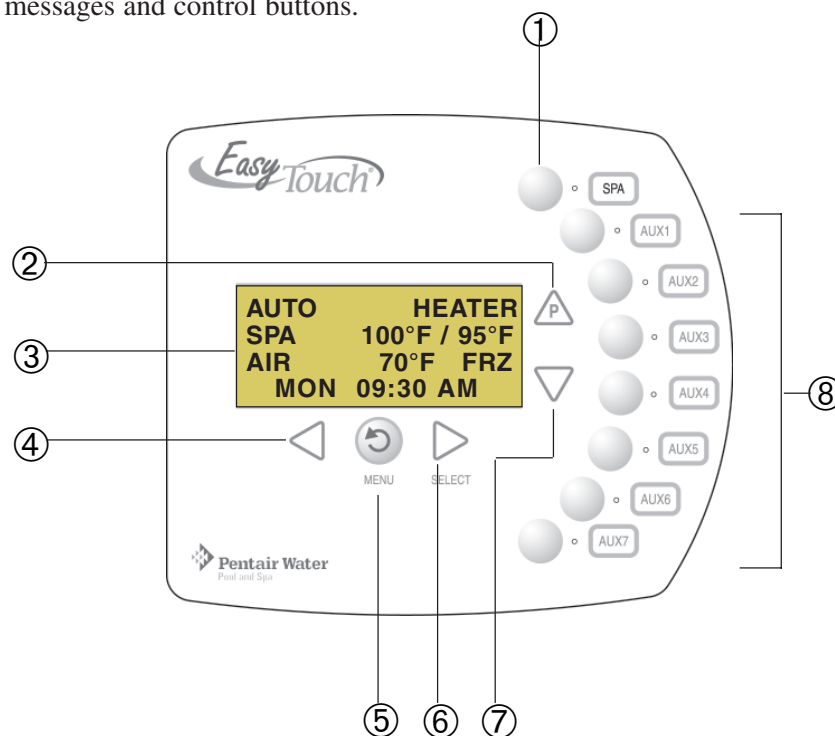 messages and control buttons.
①
Easy Touch®
SPA
AUX1
②
AUX2
P
AUTO HEATER
SPA 100°F / 95°F
AIR 70°F FRZ
MON 09:30 AM
③
AUX3
AUX4
⑧
④
AUX5
MENU
SELECT
AUX6
AUX7
Pentair Water
Pool and Spa
⑤
⑥
⑦